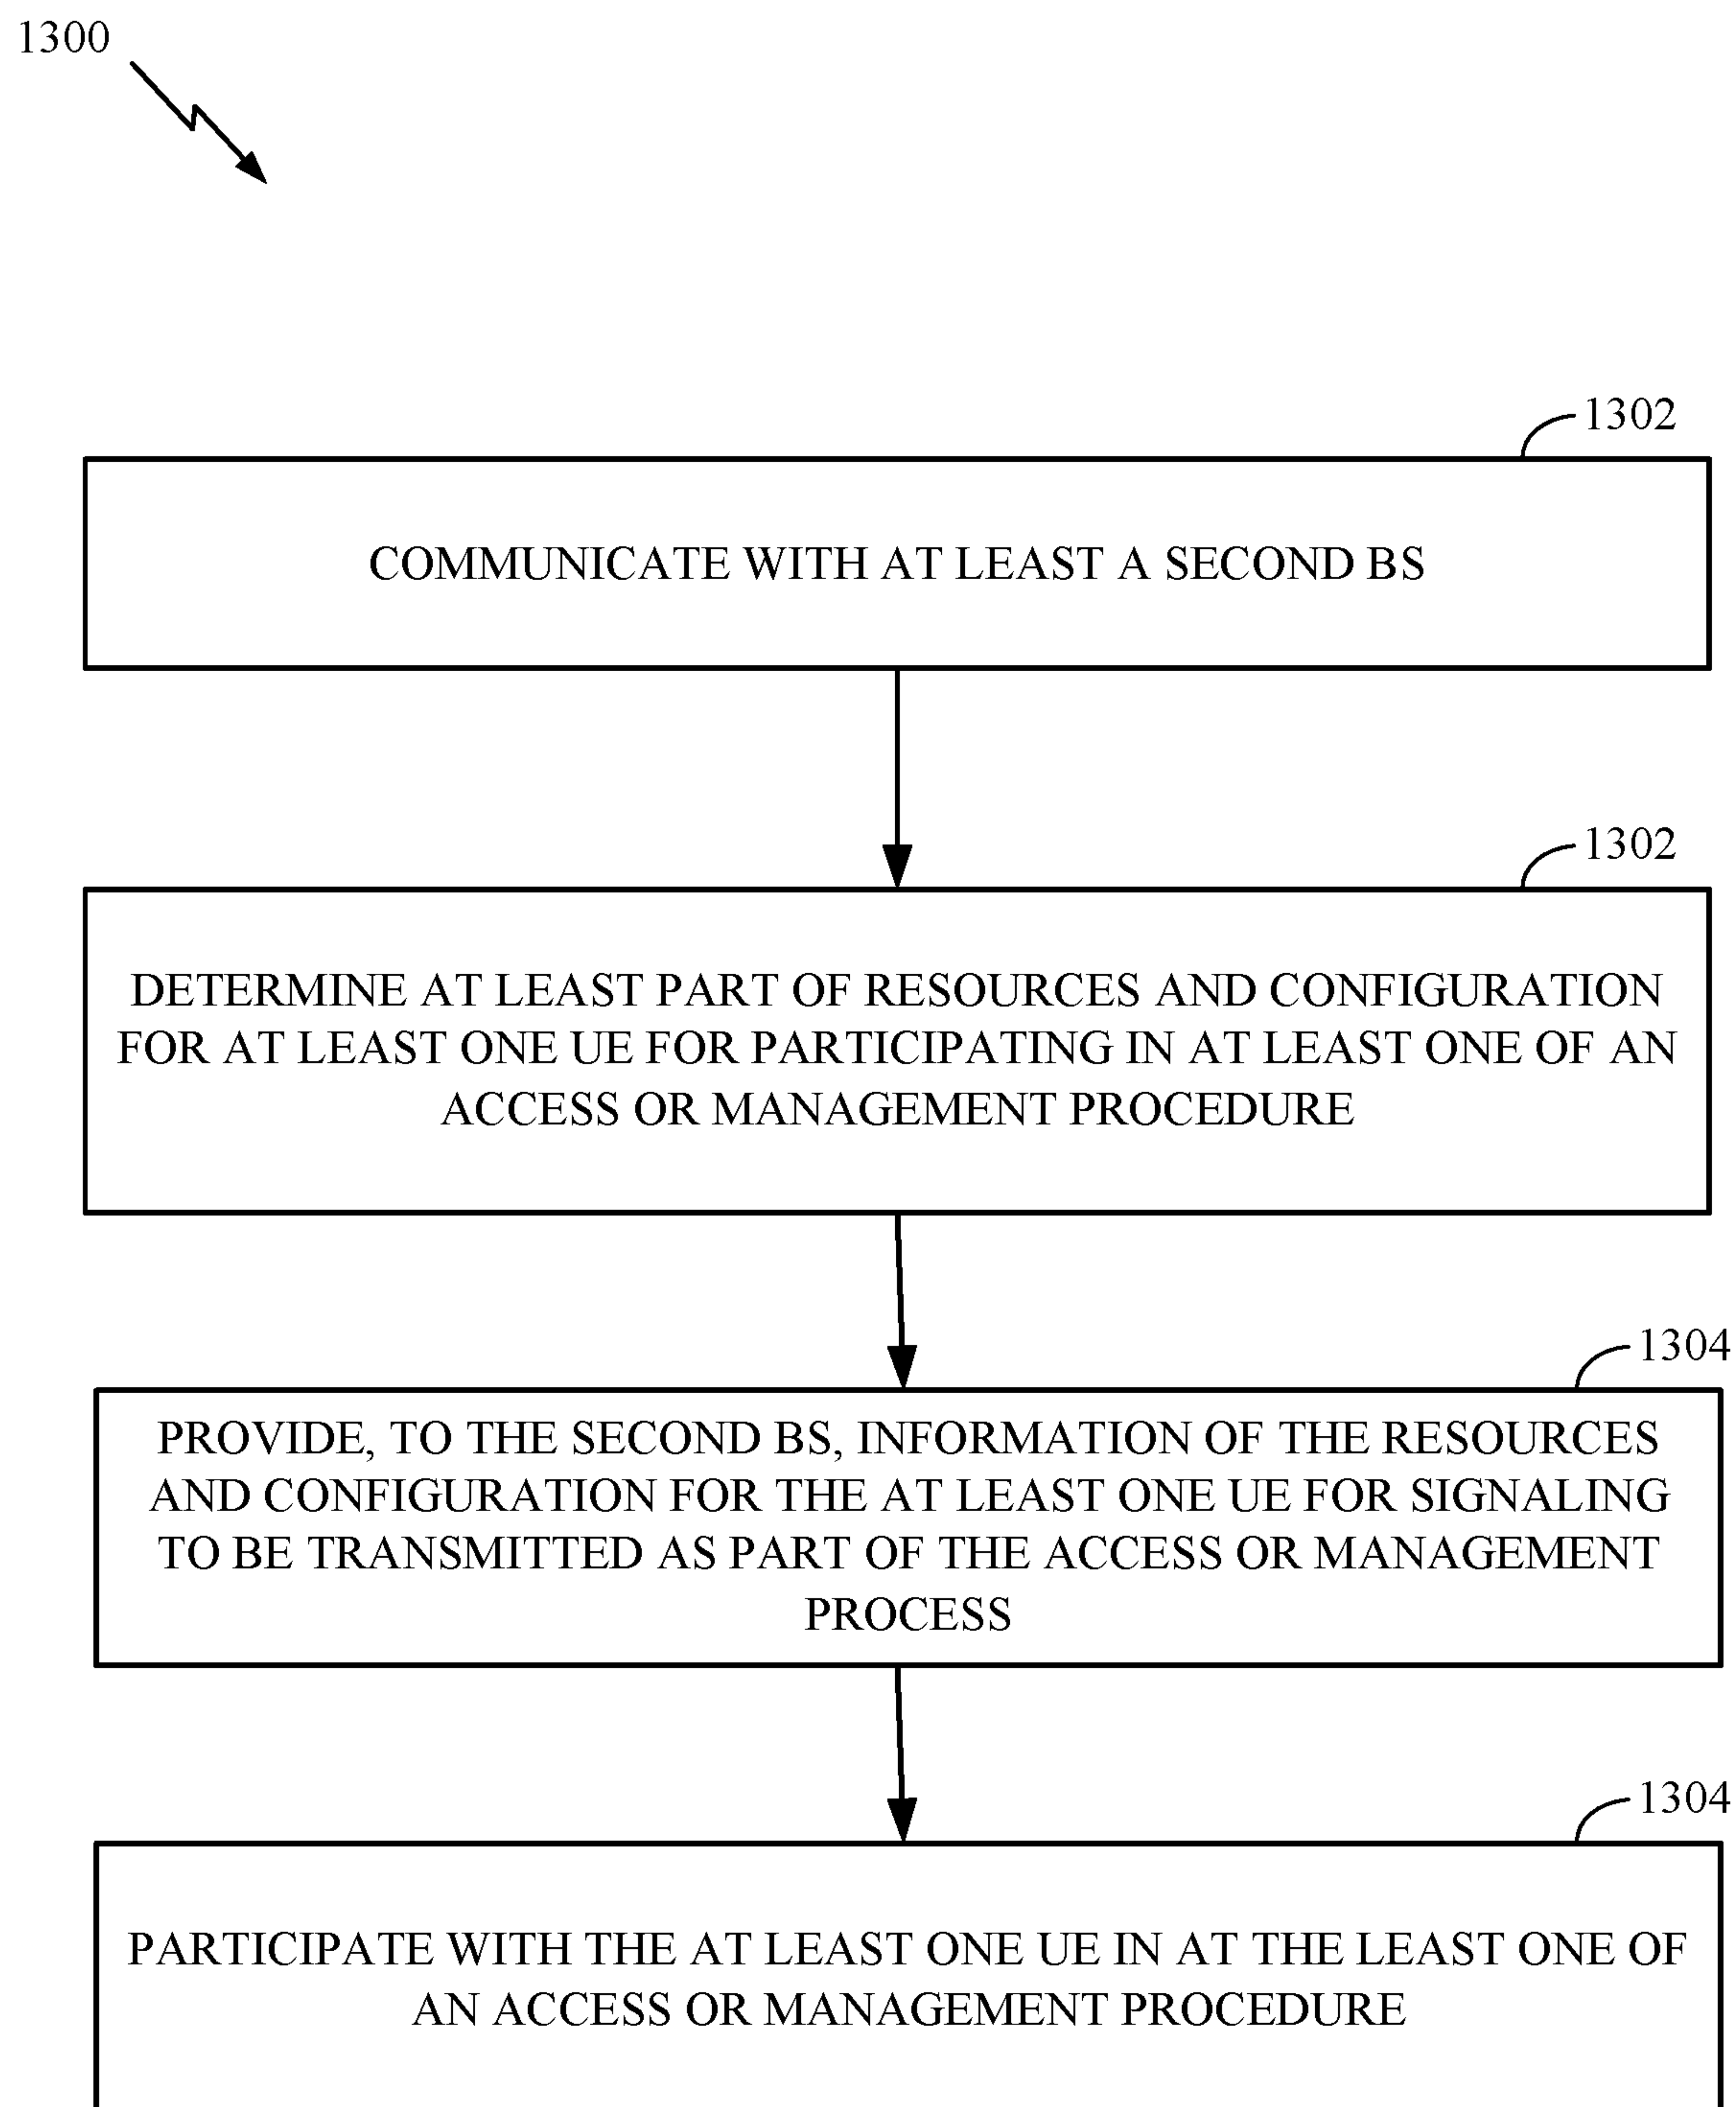 1300
1302
COMMUNICATE WITH AT LEAST A SECOND BS
1302
DETERMINE AT LEAST PART OF RESOURCES AND CONFIGURATION
FOR AT LEAST ONE UE FOR PARTICIPATING IN AT LEAST ONE OF AN
ACCESS OR MANAGEMENT PROCEDURE
1304
PROVIDE, TO THE SECOND BS, INFORMATION OF THE RESOURCES
AND CONFIGURATION FOR THE AT LEAST ONE UE FOR SIGNALING
TO BE TRANSMITTED AS PART OF THE ACCESS OR MANAGEMENT
PROCESS
1304
PARTICIPATE WITH THE AT LEAST ONE UE IN AT THE LEAST ONE OF
AN ACCESS OR MANAGEMENT PROCEDURE